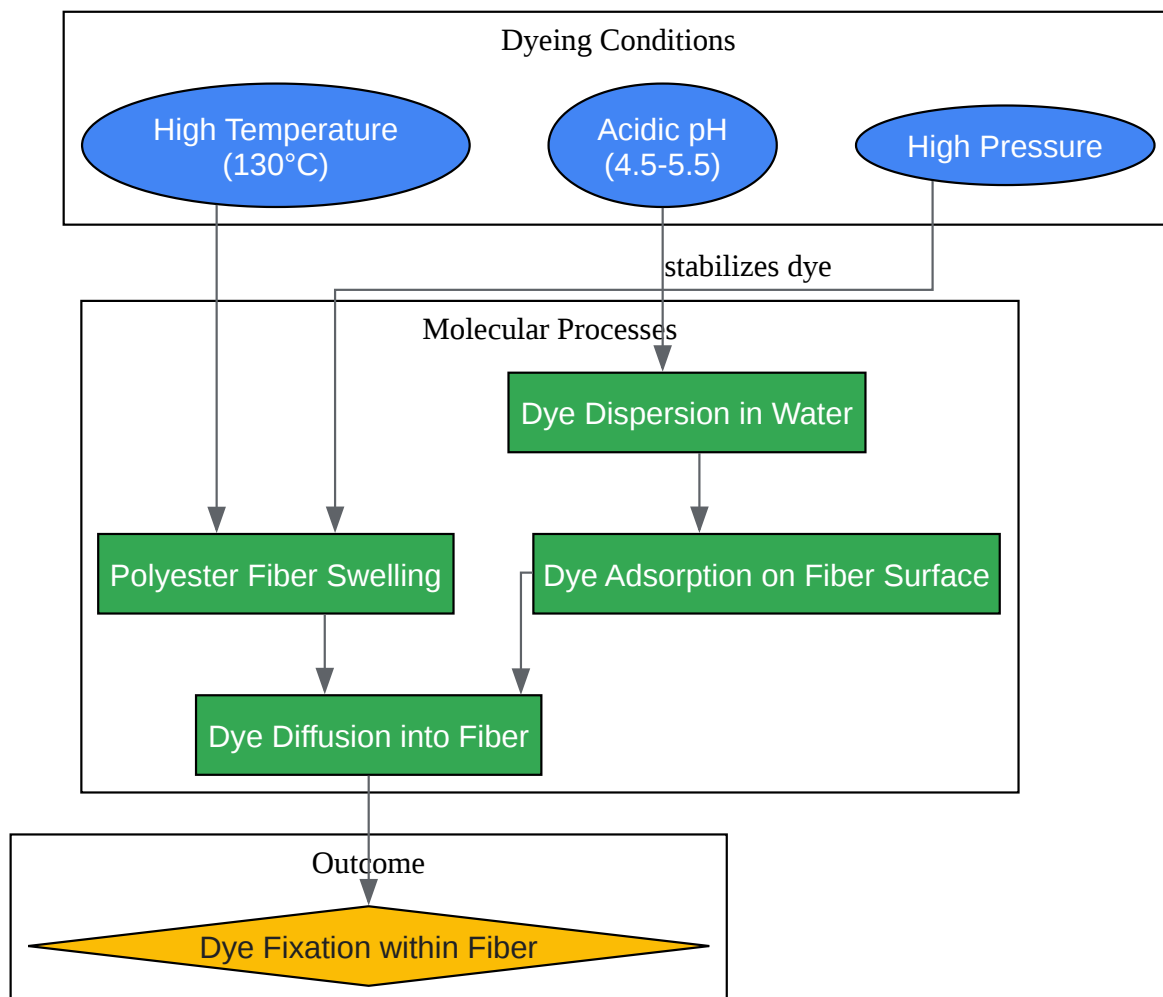 Dyeing Conditions
High Temperature
(130°C)
Acidic pH
(4.5-5.5)
High Pressure
stabilizes dye
Molecular Processes
Dye Dispersion in Water
Polyester Fiber Swelling
Dye Adsorption on Fiber Surface
Dye Diffusion into Fiber
Outcome
Dye Fixation within Fiber